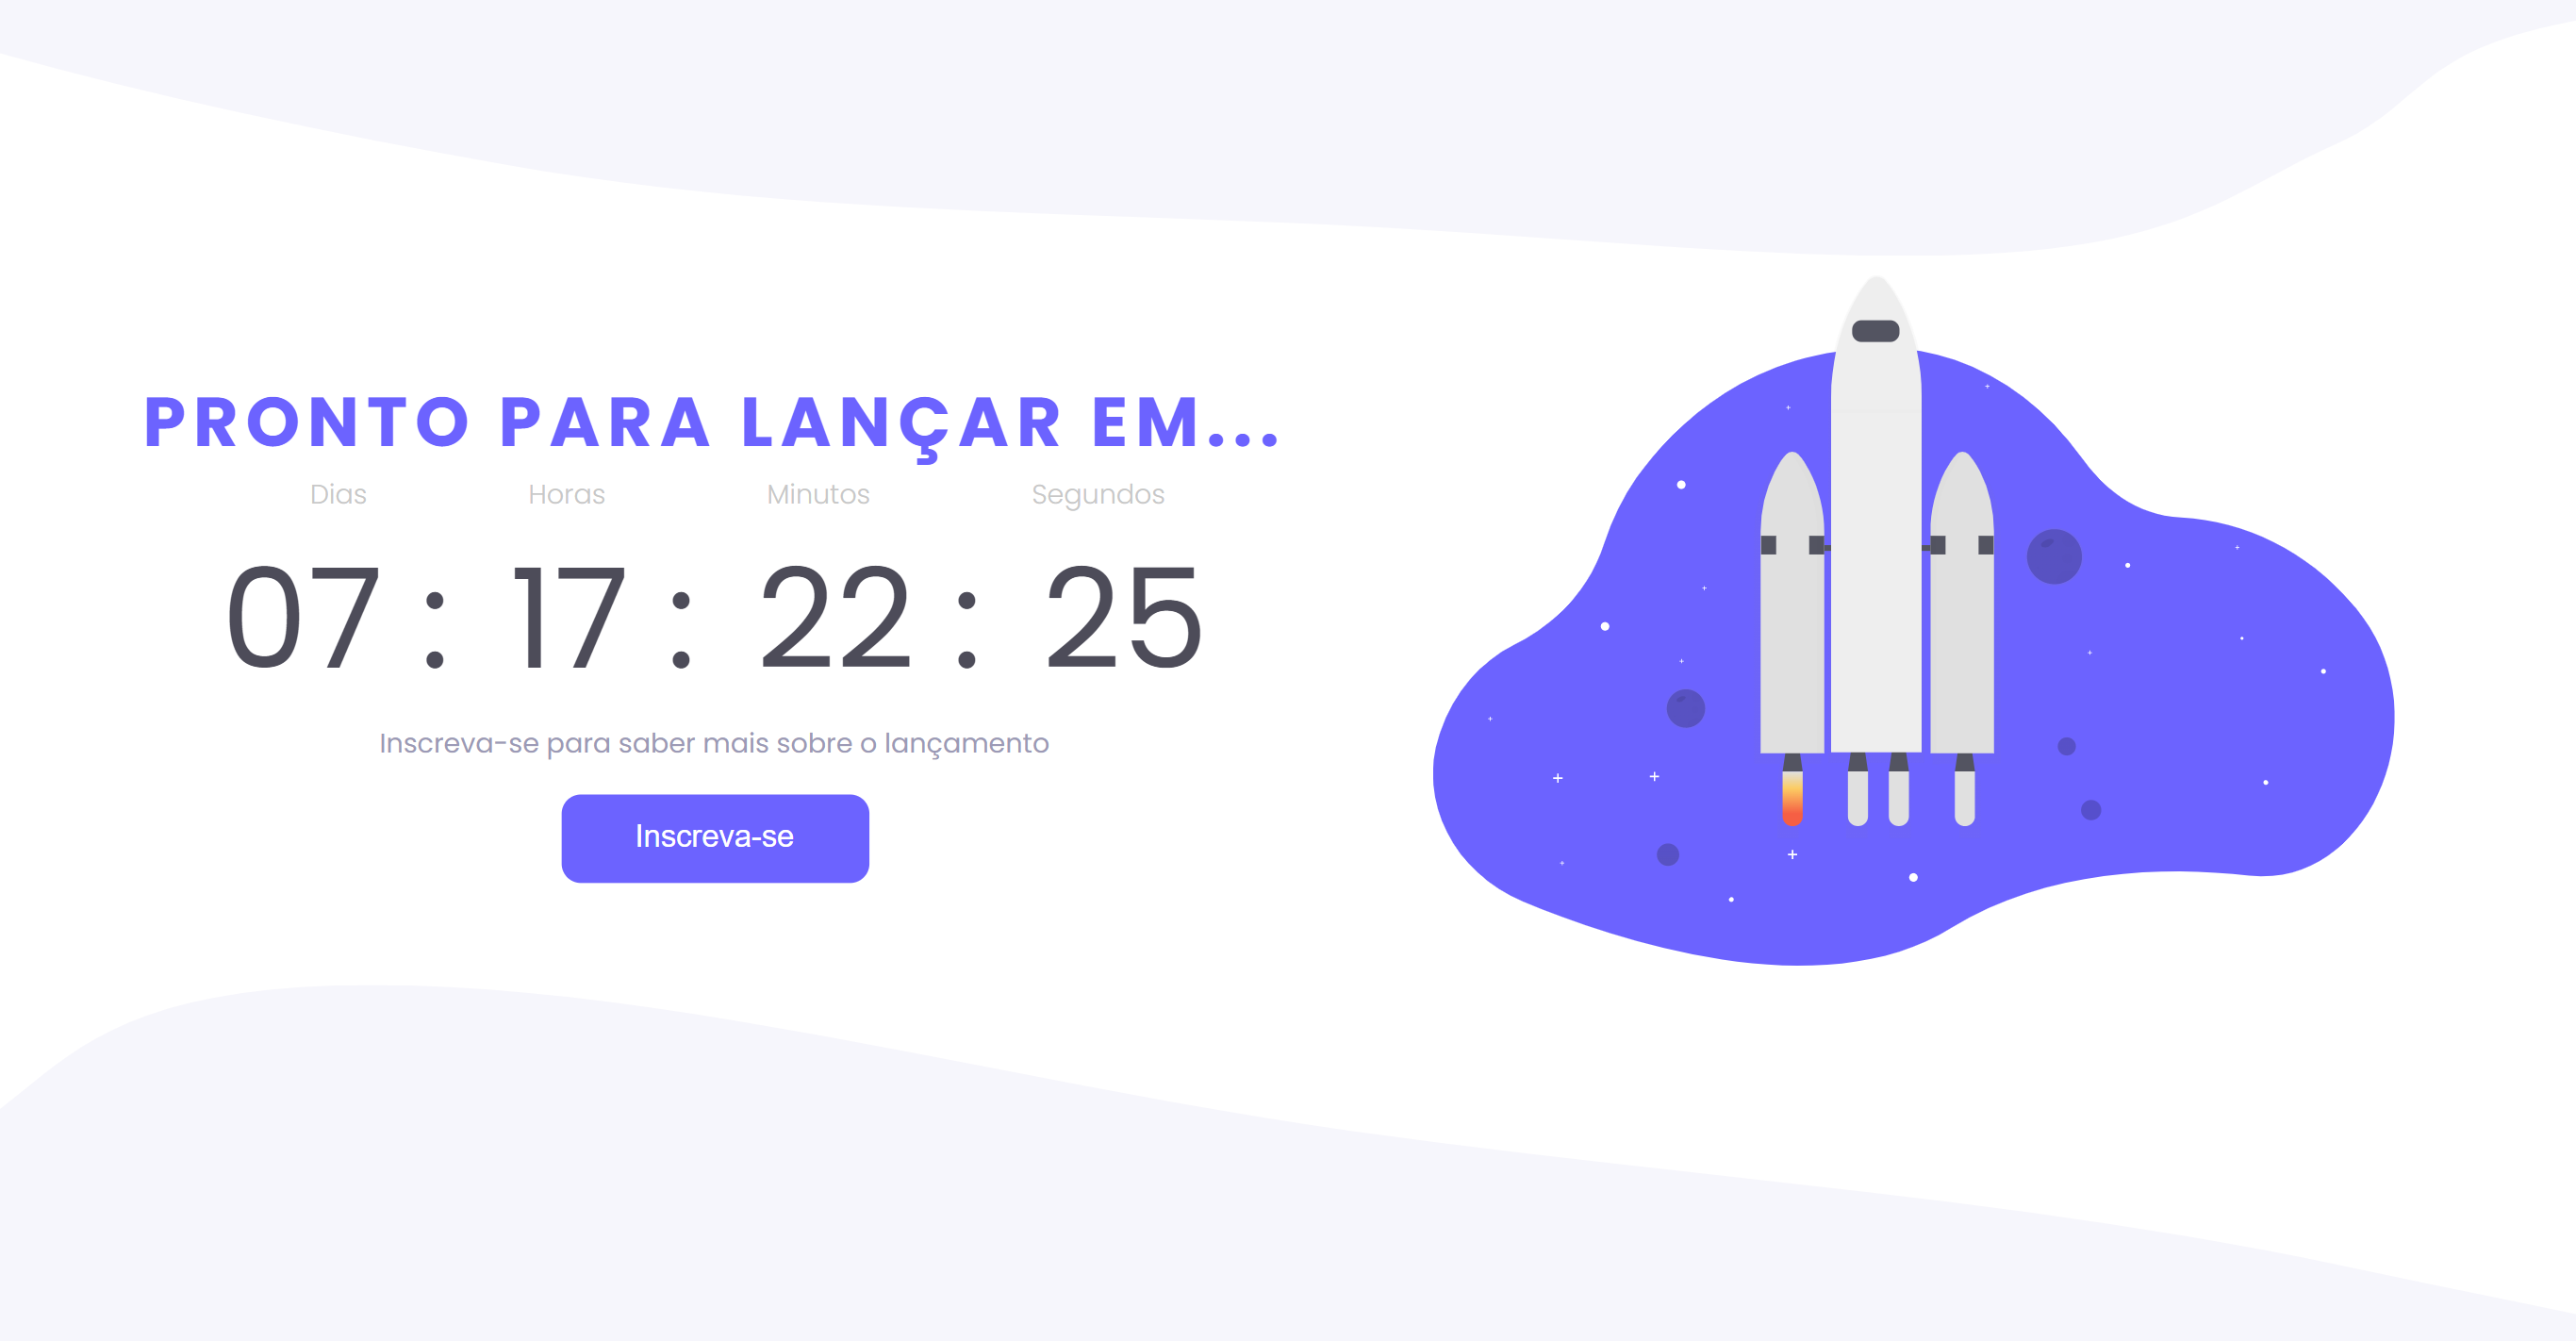 PRONTO PARA LANÇAR EM...
Dias Horas Minutos Segundos
07 : 17 : 22 : 25
Inscreva-se para saber mais sobre o lançamento
Inscreva-se